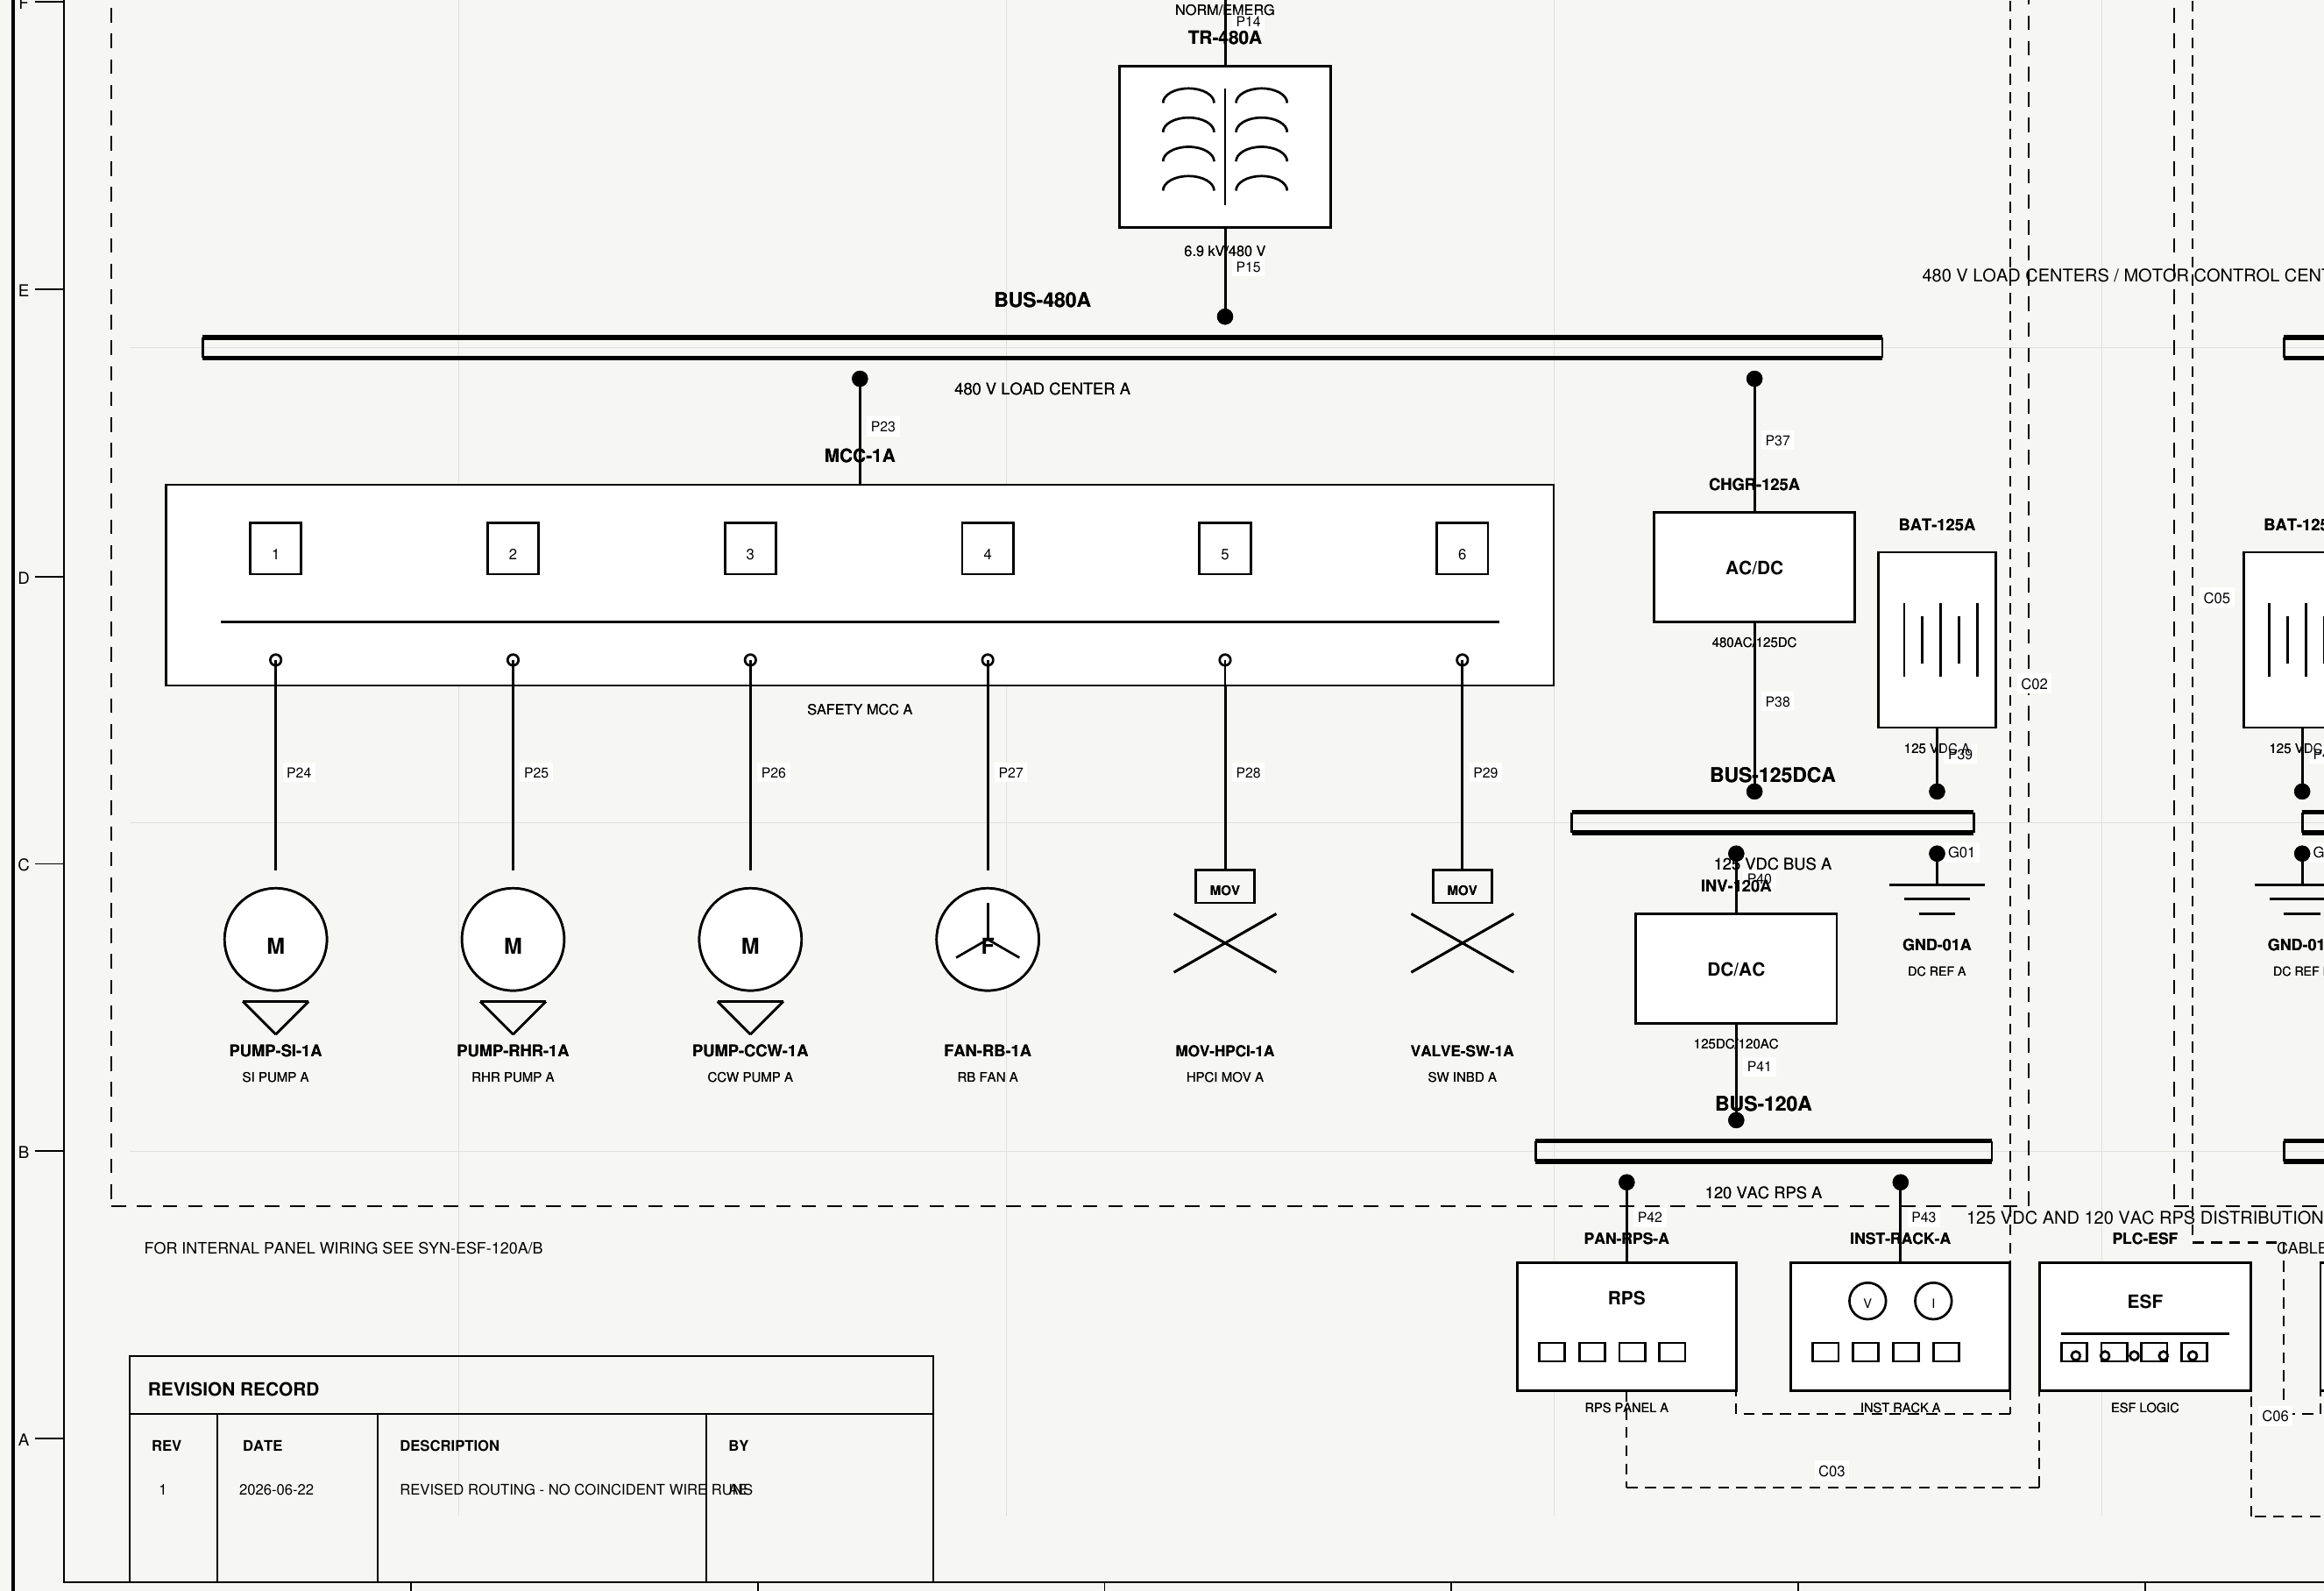 F
NORM/EMERG
P14
TR-480A
6.9 kV/480 V
P15
E
480 V LOAD CENTERS / MOTOR CONTROL CENT
BUS-480A
480 V LOAD CENTER A
P23
P37
MCC-1A
CHGR-125A
BAT-125A
BAT-125
1
2
3
4
5
6
AC/DC
D
C05
480AC/125DC
C02
SAFETY MCC A
P38
125 VDC A
P39
125 VDC
P24
P25
P26
P27
P28
P29
BUS-125DCA
C
125 VDC BUS A
G01
G
P40
INV-120A
MOV
MOV
M
M
M
F
GND-01A
GND-01
DC/AC
DC REF A
DC REF
125DC/120AC
PUMP-SI-1A
PUMP-RHR-1A
PUMP-CCW-1A
FAN-RB-1A
MOV-HPCI-1A
VALVE-SW-1A
P41
SI PUMP A
RHR PUMP A
CCW PUMP A
RB FAN A
HPCI MOV A
SW INBD A
BUS-120A
B
120 VAC RPS A
P42
P43
125 VDC AND 120 VAC RPS DISTRIBUTION
PAN-RPS-A
INST-RACK-A
PLC-ESF
FOR INTERNAL PANEL WIRING SEE SYN-ESF-120A/B
CABLE
RPS
V
I
ESF
RPS PANEL A
INST RACK A
ESF LOGIC
C06
REVISION RECORD
A
REV
DATE
DESCRIPTION
BY
C03
1
2026-06-22
REVISED ROUTING - NO COINCIDENT WIRE RUNS